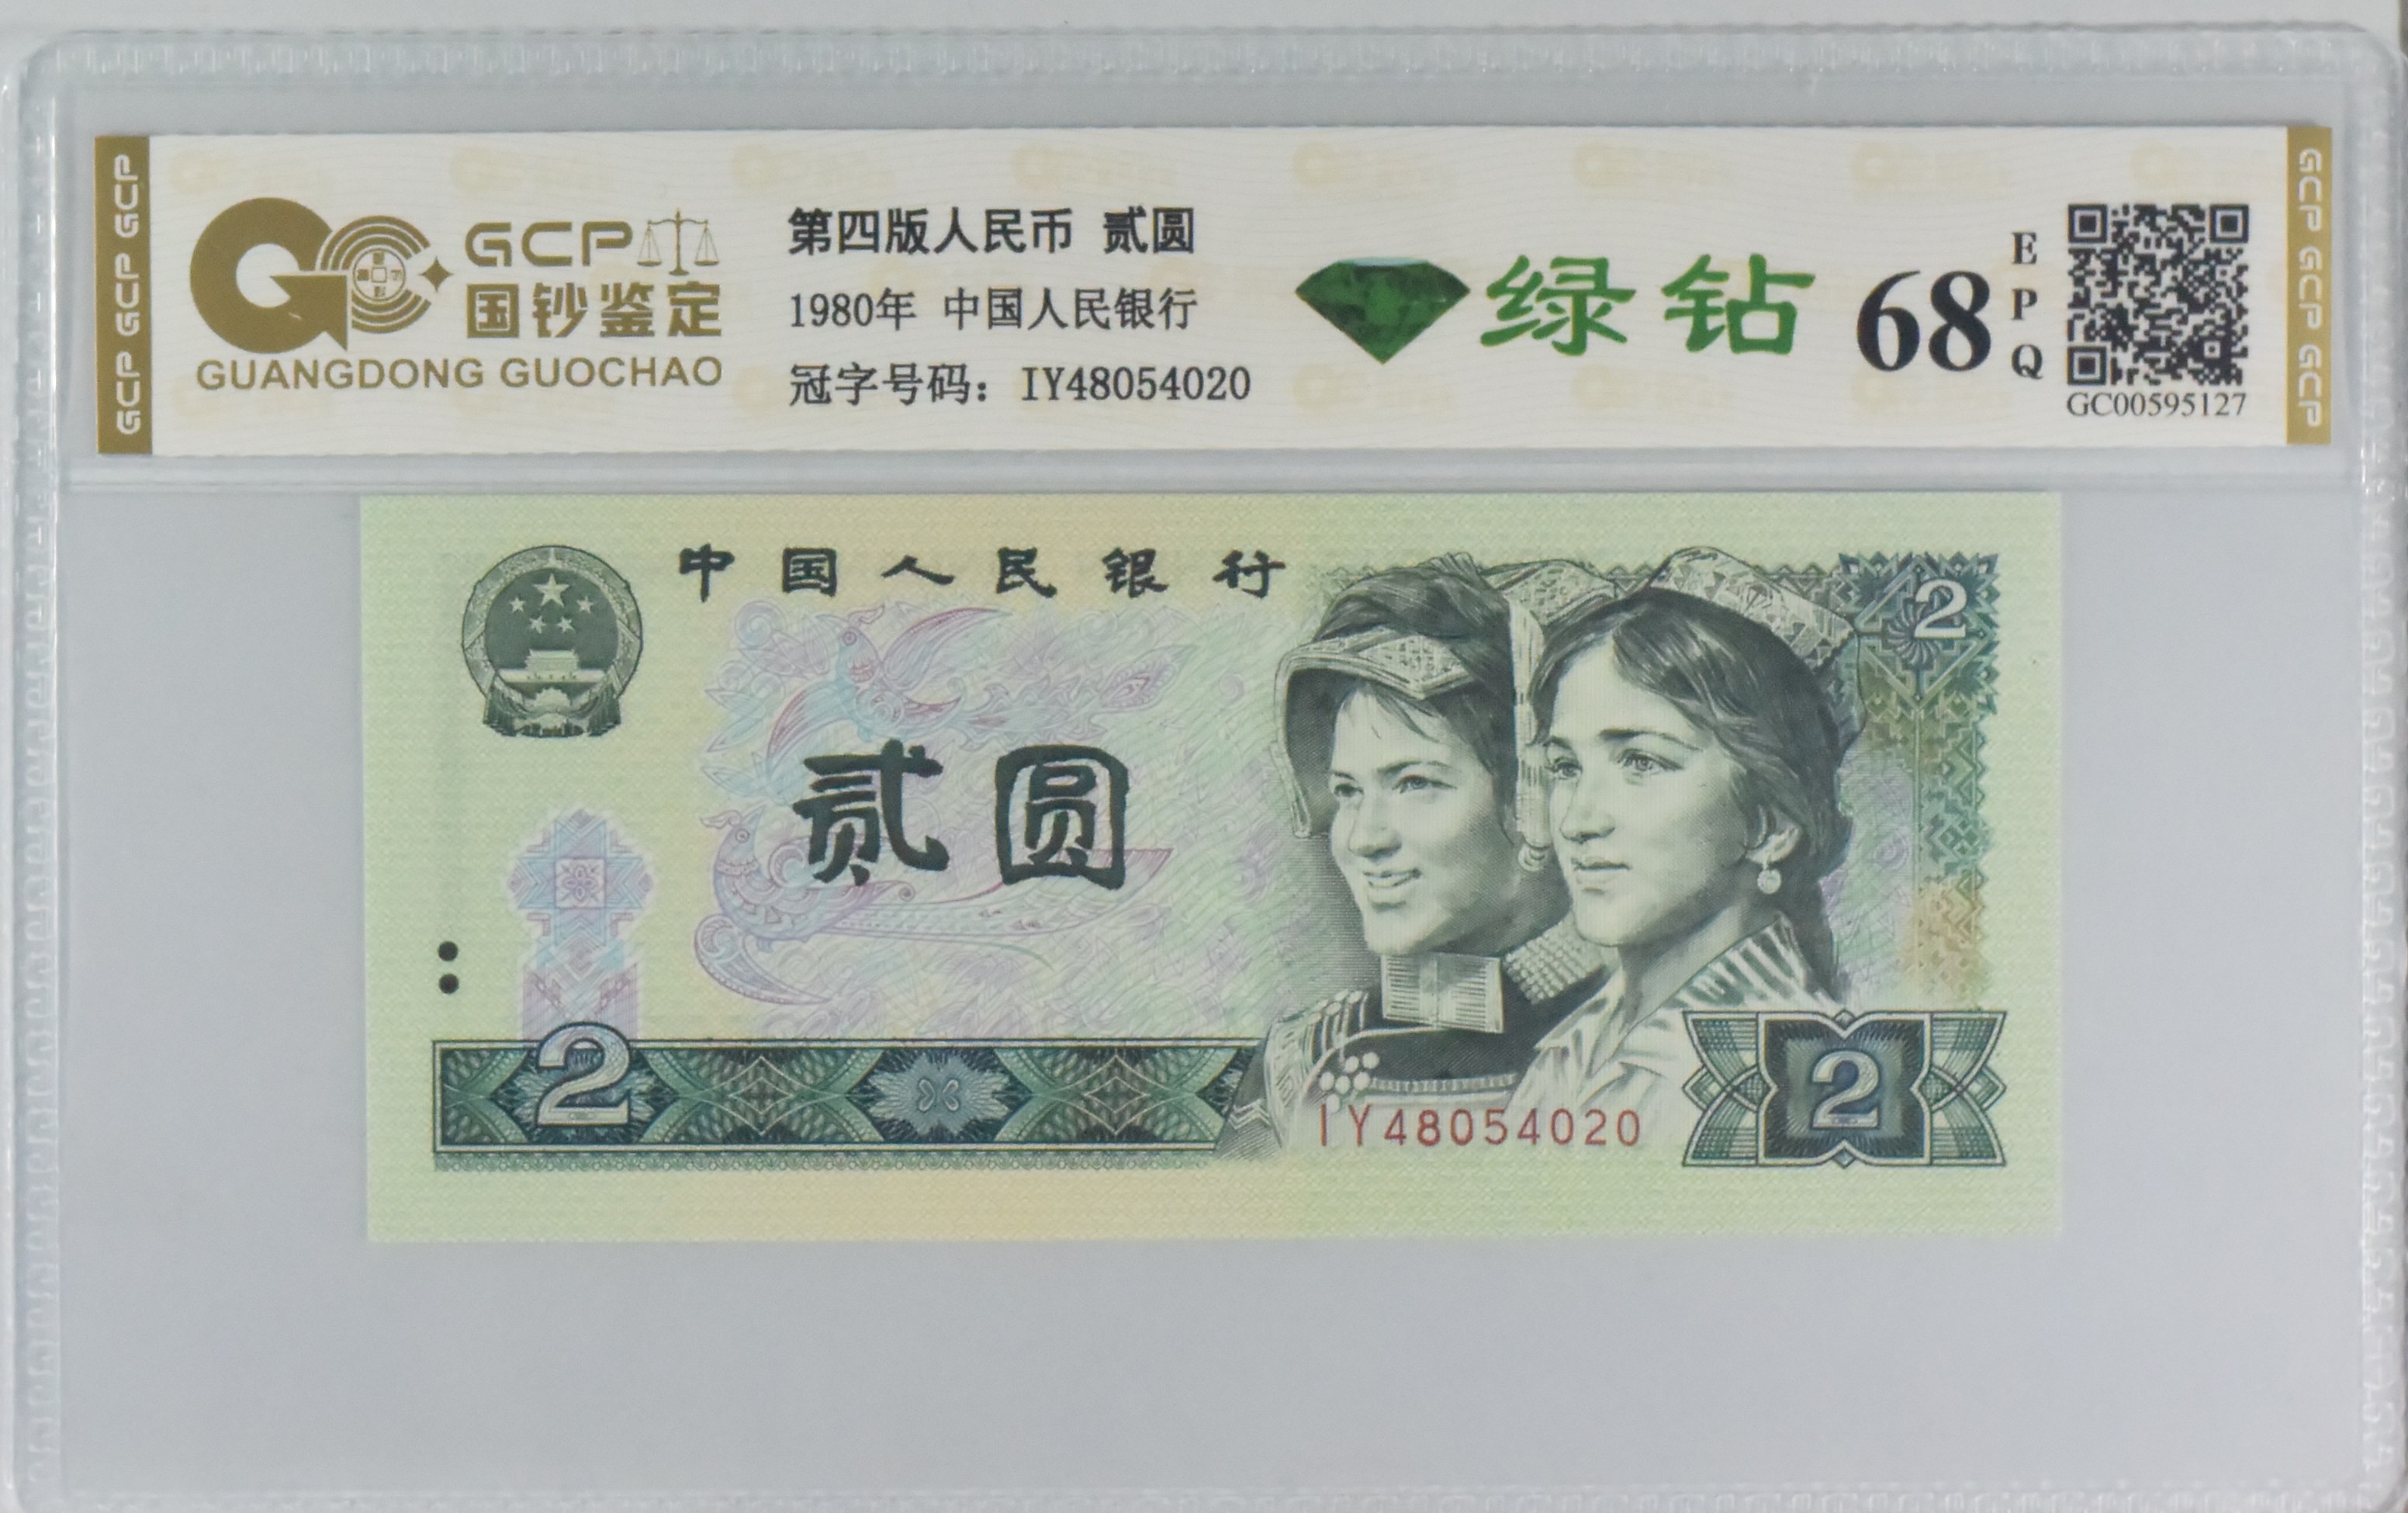 GCP GCP GCP
GCP
国钞鉴定
GUANGDONG GUOCHAO
第四版人民币 贰圆
1980年 中国人民银行
冠字号码：IY48054020
绿钻
68
EPQ
GC00595127
GCP GCP GCP
中国人民银行
2
贰圆
2
IY48054020
2